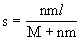 s = nml / M + nm